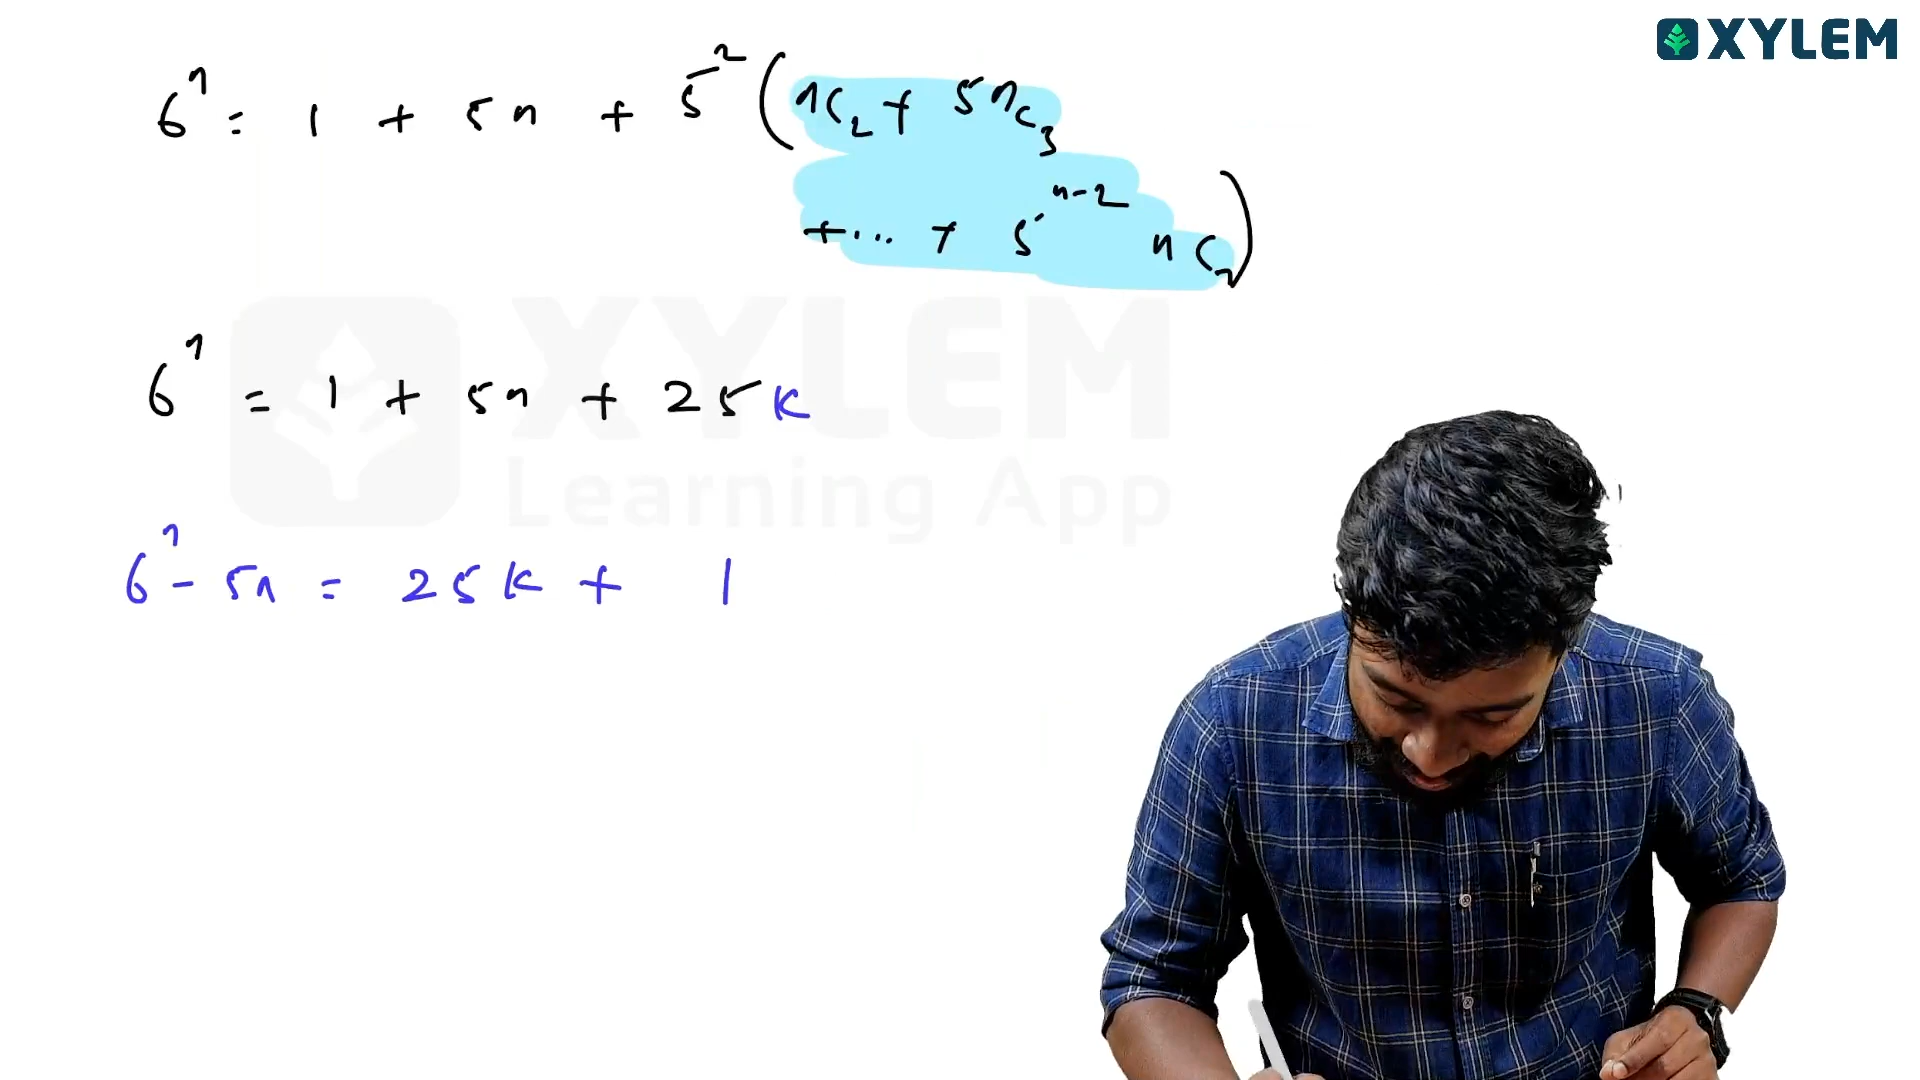 XYLEM
6ⁿ = 1 + 5n + 5² ( nC₂ + 5 nC₃
+... + 5ⁿ⁻² nCₙ )
XYLEM
Learning App
6ⁿ = 1 + 5n + 25K
6ⁿ - 5n = 25K + 1